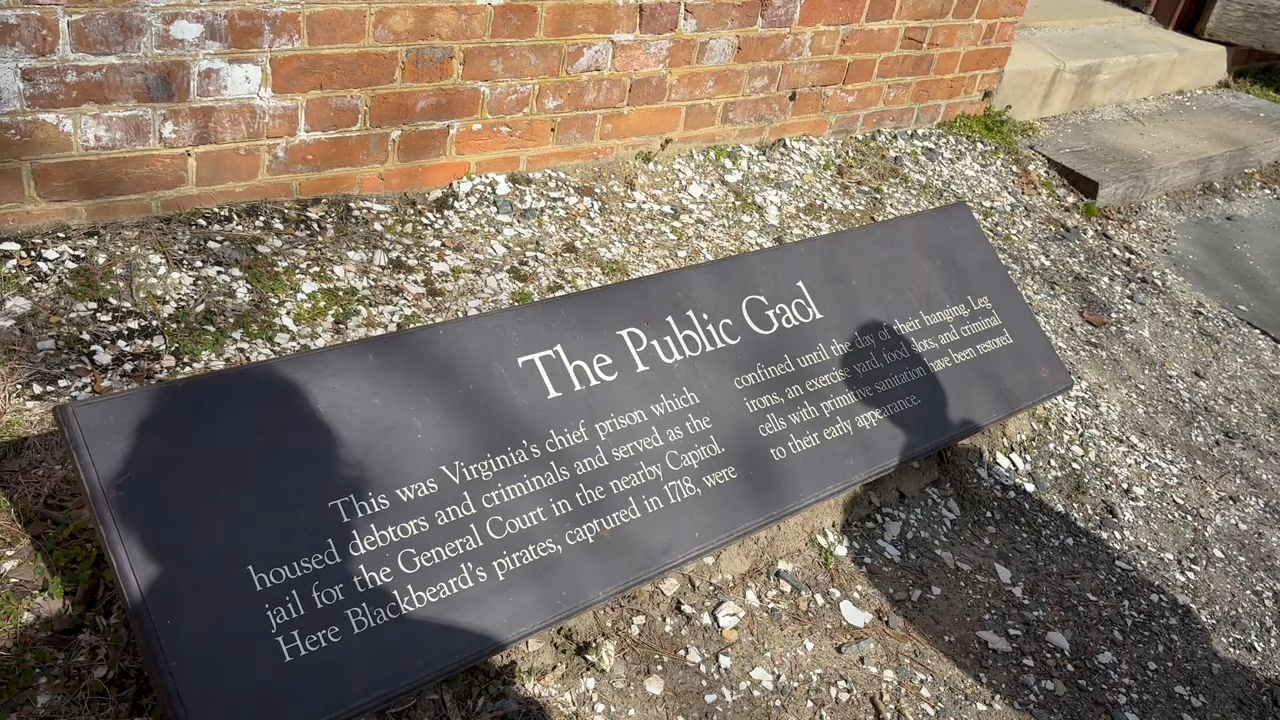 The Public Gaol
This was Virginia's chief prison which
housed debtors and criminals and served as the
jail for the General Court in the nearby Capitol.
Here Blackbeard's pirates, captured in 1718, were
confined until the day of their hanging. Leg
irons, an exercise yard, food slots, and criminal
cells with primitive sanitation have been restored
to their early appearance.